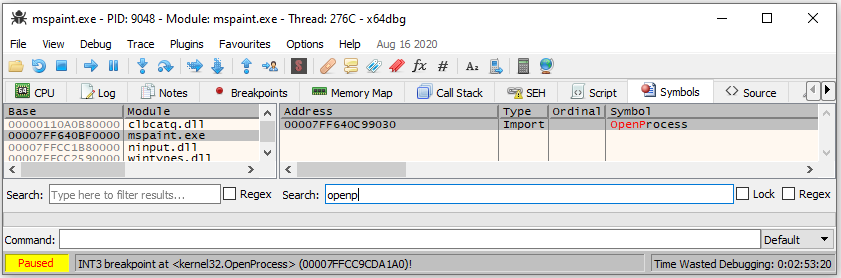 mspaint.exe - PID: 9048 - Module: mspaint.exe - Thread: 276C - x64dbg
File View Debug Trace Plugins Favourites Options Help Aug 16 2020
CPU Log Notes Breakpoints Memory Map Call Stack SEH Script Symbols Source
Base Module Address Type Ordinal Symbol
00000110A0B80000 clbcatq.dll 00007FF640C99030 Import OpenProcess
00007FF640BF0000 mspaint.exe
00007FFCC1B80000 ninput.dll
00007FFCC2590000 wintypes.dll
Search: Type here to filter results... Regex Search: openp Lock Regex
Command: Default
Paused INT3 breakpoint at <kernel32.OpenProcess> (00007FFCC9CDA1A0)! Time Wasted Debugging: 0:02:53:20